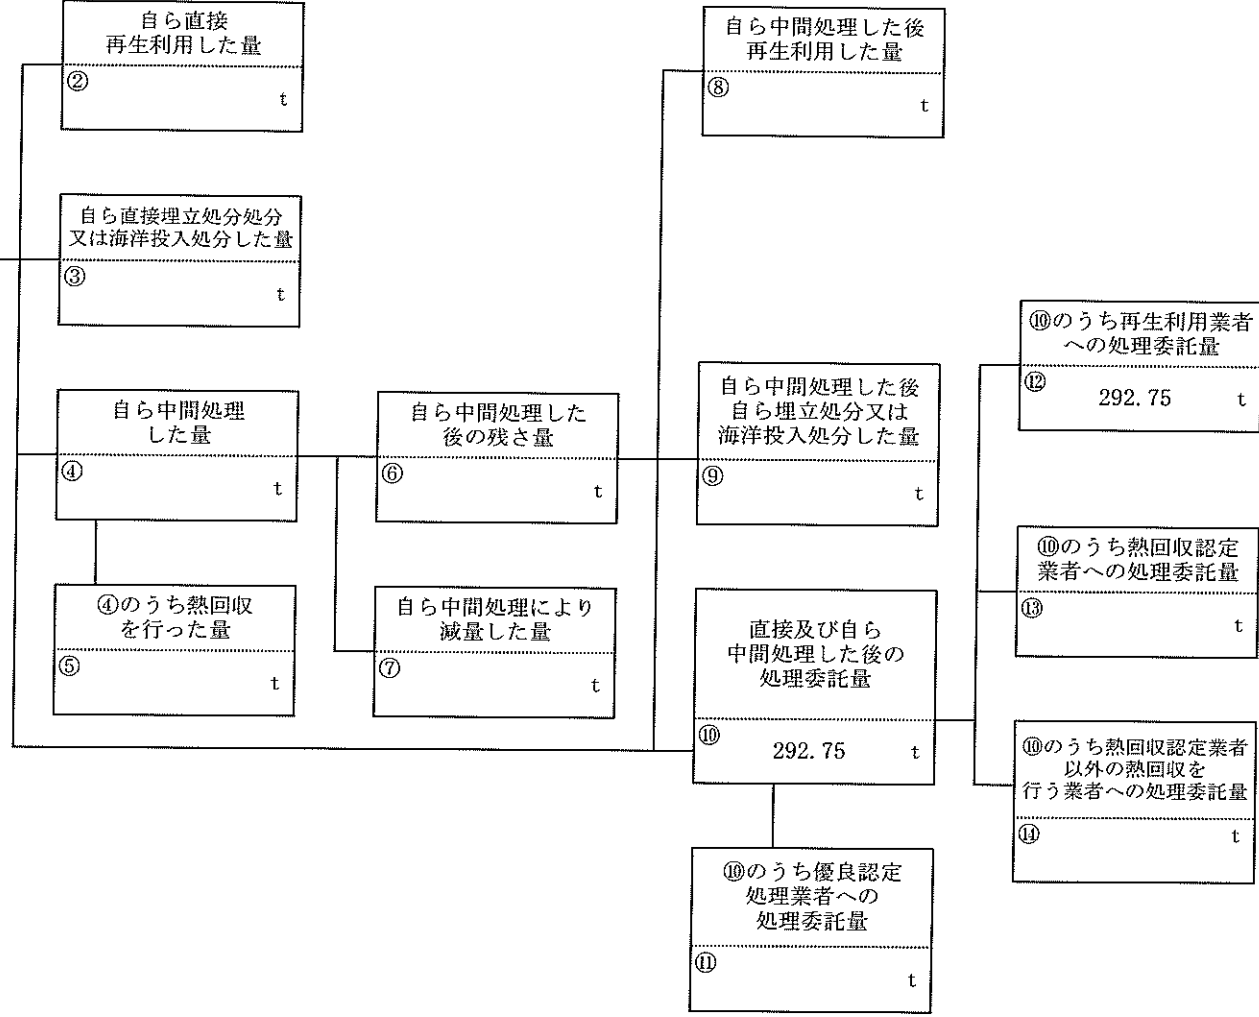 自ら直接
再生利用した量
②
t
自ら中間処理した後
再生利用した量
⑧
t
自ら直接埋立処分処分
又は海洋投入処分した量
③
t
⑩のうち再生利用業者
への処理委託量
⑫
292.75 t
自ら中間処理
した量
④
t
自ら中間処理した
後の残さ量
⑥
t
自ら中間処理した後
自ら埋立処分又は
海洋投入処分した量
⑨
t
⑩のうち熱回収認定
業者への処理委託量
⑬
t
④のうち熱回収
を行った量
⑤
t
自ら中間処理により
減量した量
⑦
t
直接及び自ら
中間処理した後の
処理委託量
⑩
292.75 t
⑩のうち熱回収認定業者
以外の熱回収を
行う業者への処理委託量
⑭
t
⑩のうち優良認定
処理業者への
処理委託量
⑪
t